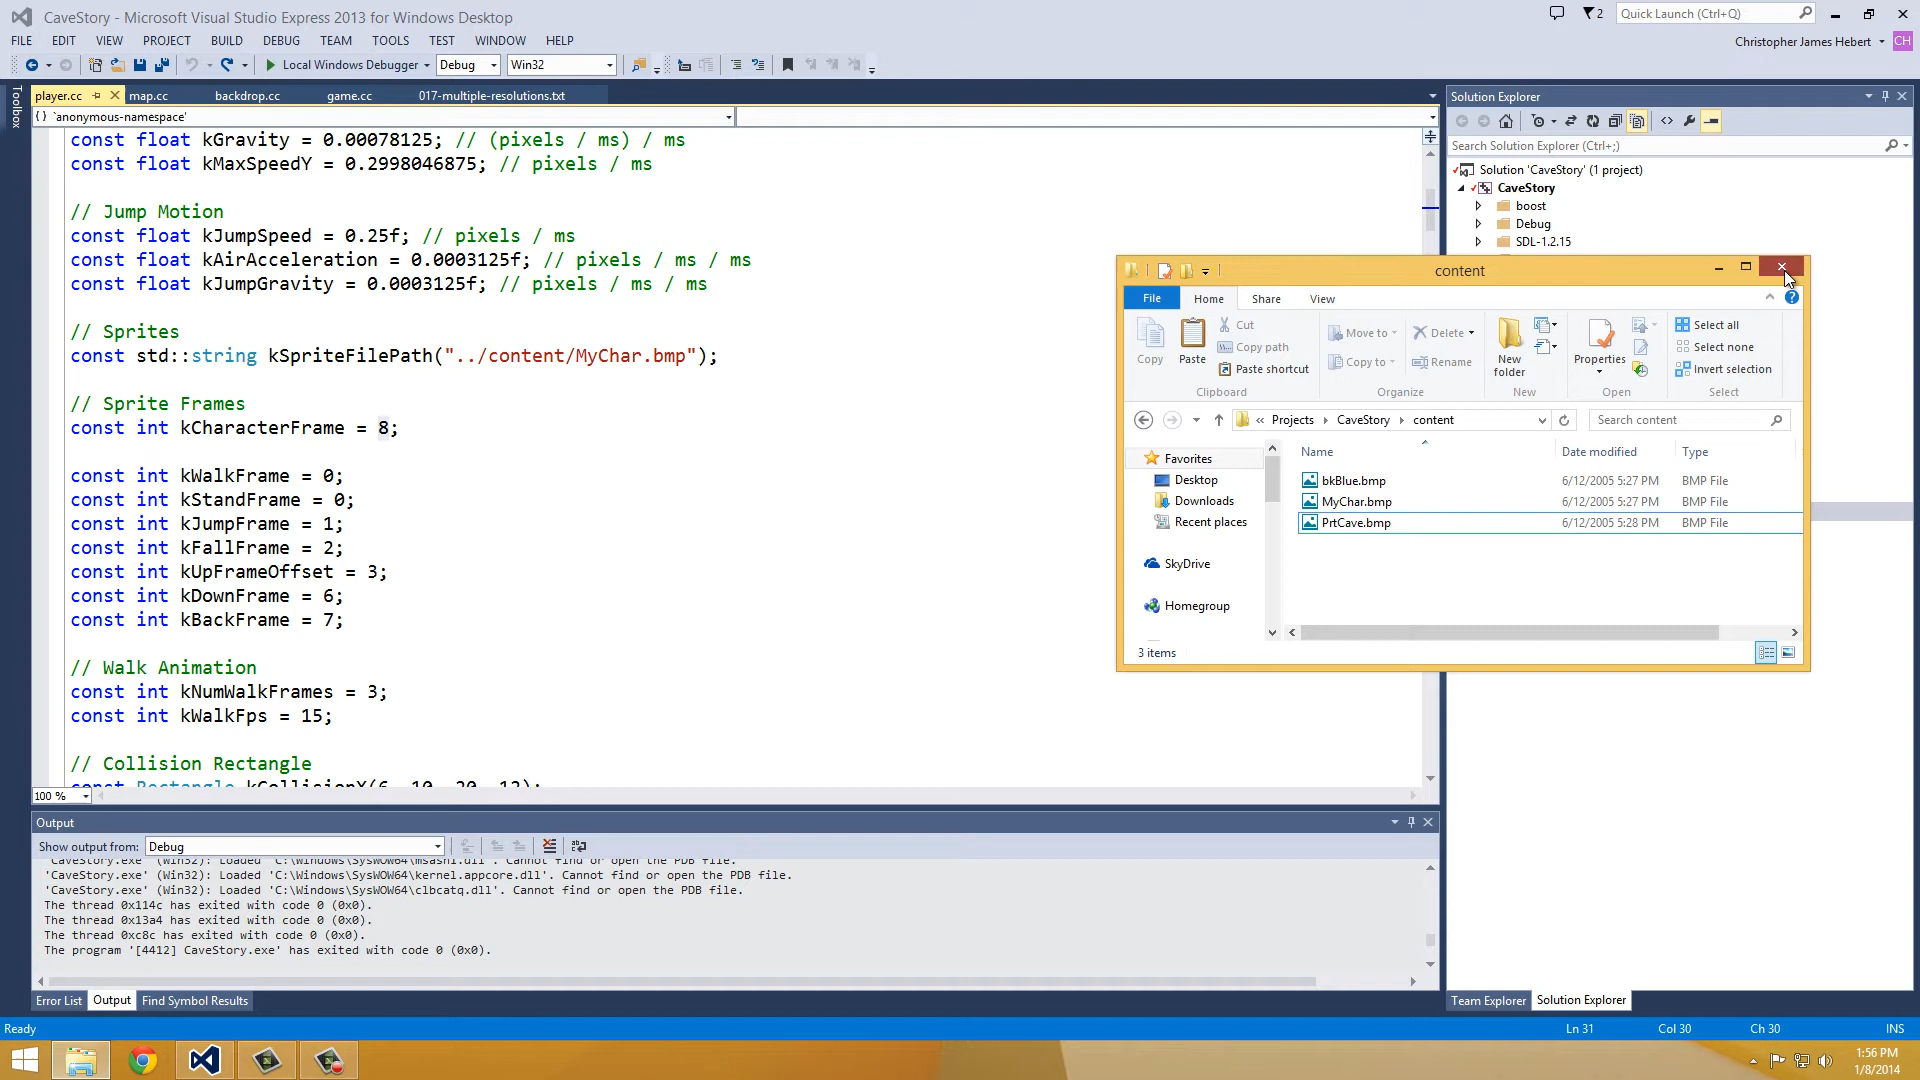 CaveStory - Microsoft Visual Studio Express 2013 for Windows Desktop
2
Quick Launch (Ctrl+Q)
FILE EDIT VIEW PROJECT BUILD DEBUG TEAM TOOLS TEST WINDOW HELP
Christopher James Hebert CH
Local Windows Debugger Debug Win32
Toolbox
player.cc map.cc backdrop.cc game.cc 017-multiple-resolutions.txt
{ } `anonymous-namespace'
const float kGravity = 0.00078125; // (pixels / ms) / ms
const float kMaxSpeedY = 0.2998046875; // pixels / ms
// Jump Motion
const float kJumpSpeed = 0.25f; // pixels / ms
const float kAirAcceleration = 0.0003125f; // pixels / ms / ms
const float kJumpGravity = 0.0003125f; // pixels / ms / ms
// Sprites
const std::string kSpriteFilePath("../content/MyChar.bmp");
// Sprite Frames
const int kCharacterFrame = 8;
const int kWalkFrame = 0;
const int kStandFrame = 0;
const int kJumpFrame = 1;
const int kFallFrame = 2;
const int kUpFrameOffset = 3;
const int kDownFrame = 6;
const int kBackFrame = 7;
// Walk Animation
const int kNumWalkFrames = 3;
const int kWalkFps = 15;
// Collision Rectangle
const Rectangle kCollisionX(6, 10, 20, 12);
100 %
Output
Show output from: Debug
'CaveStory.exe' (Win32): Loaded 'C:\Windows\SysWOW64\msasn1.dll'. Cannot find or open the PDB file.
'CaveStory.exe' (Win32): Loaded 'C:\Windows\SysWOW64\kernel.appcore.dll'. Cannot find or open the PDB file.
'CaveStory.exe' (Win32): Loaded 'C:\Windows\SysWOW64\clbcatq.dll'. Cannot find or open the PDB file.
The thread 0x114c has exited with code 0 (0x0).
The thread 0x13a4 has exited with code 0 (0x0).
The thread 0xc8c has exited with code 0 (0x0).
The program '[4412] CaveStory.exe' has exited with code 0 (0x0).
Error List Output Find Symbol Results
Solution Explorer
Search Solution Explorer (Ctrl+;)
Solution 'CaveStory' (1 project)
CaveStory
boost
Debug
SDL-1.2.15
content
File Home Share View
Copy
Paste
Cut
Copy path
Paste shortcut
Clipboard
Move to
Copy to
Delete
Rename
Organize
New folder
New
Properties
Open
Select all
Select none
Invert selection
Select
« Projects CaveStory content
Search content
Favorites
Desktop
Downloads
Recent places
SkyDrive
Homegroup
Name Date modified Type
bkBlue.bmp 6/12/2005 5:27 PM BMP File
MyChar.bmp 6/12/2005 5:27 PM BMP File
PrtCave.bmp 6/12/2005 5:28 PM BMP File
3 items
Team Explorer Solution Explorer
Ready Ln 31 Col 30 Ch 30 INS
1:56 PM
1/8/2014